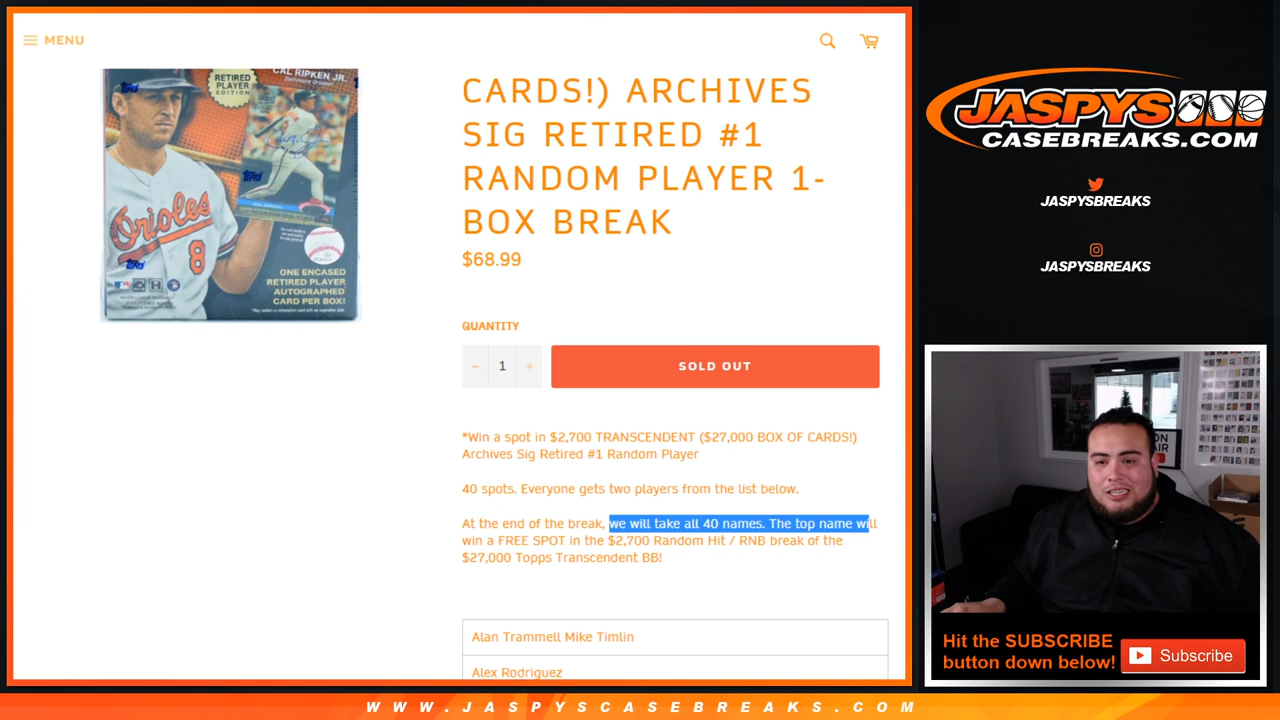 MENU
RETIRED
PLAYER
EDITION
CAL RIPKEN JR.
Orioles
8
ONE ENCASED
RETIRED PLAYER
AUTOGRAPHED
CARD PER BOX!
CARDS!) ARCHIVES
SIG RETIRED #1
RANDOM PLAYER 1-
BOX BREAK
$68.99
QUANTITY
− 1 +
SOLD OUT
*Win a spot in $2,700 TRANSCENDENT ($27,000 BOX OF CARDS!)
Archives Sig Retired #1 Random Player
40 spots. Everyone gets two players from the list below.
At the end of the break, we will take all 40 names. The top name will
win a FREE SPOT in the $2,700 Random Hit / RNB break of the
$27,000 Topps Transcendent BB!
Alan Trammell Mike Timlin
Alex Rodriguez
JASPYS
CASEBREAKS.COM
JASPYSBREAKS
JASPYSBREAKS
Hit the SUBSCRIBE
button down below!
Subscribe
WWW.JASPYSCASEBREAKS.COM